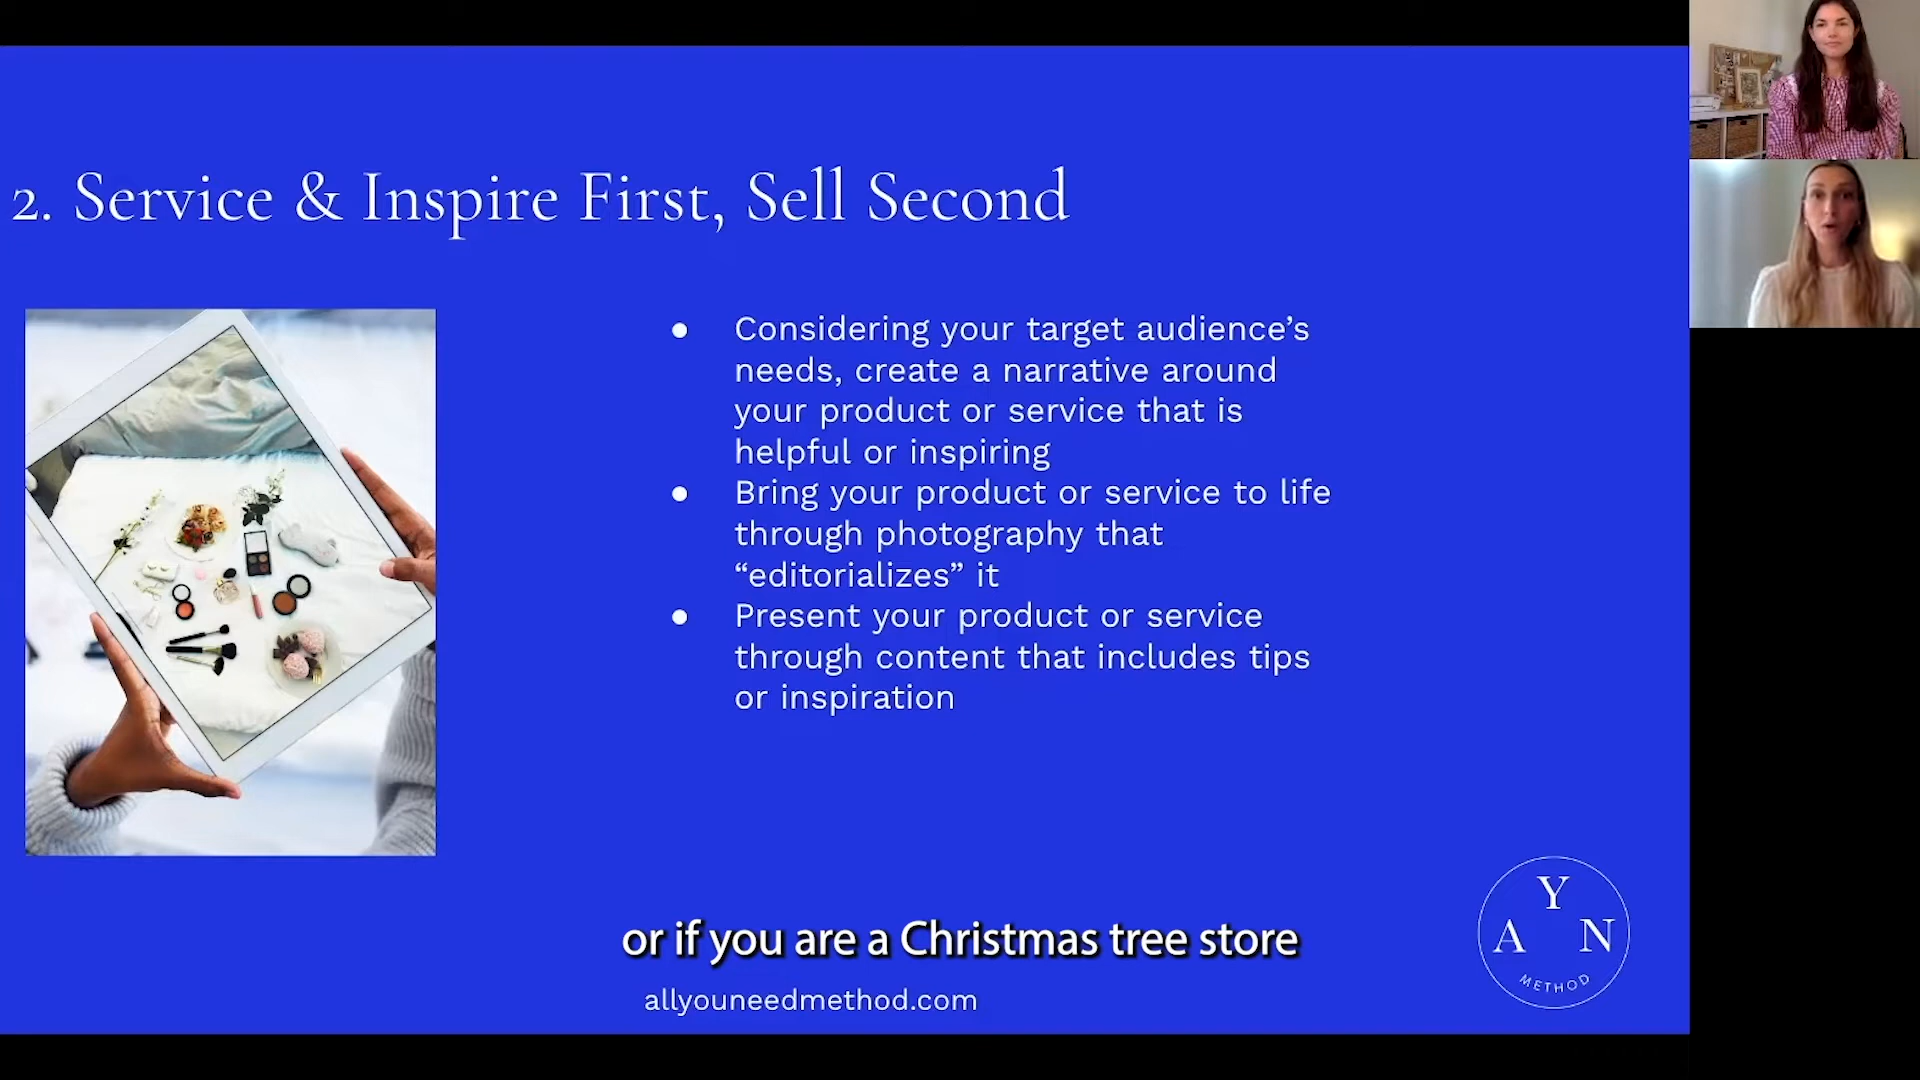 2. Service & Inspire First, Sell Second
● Considering your target audience’s
needs, create a narrative around
your product or service that is
helpful or inspiring
● Bring your product or service to life
through photography that
“editorializes” it
● Present your product or service
through content that includes tips
or inspiration
or if you are a Christmas tree store
allyouneedmethod.com
Y
A N
METHOD